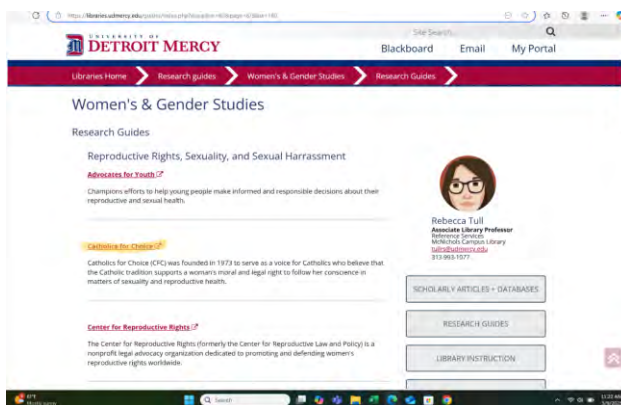 UNIVERSITY OF
DETROIT MERCY
Site Search...
Blackboard Email My Portal
Libraries Home Research guides Women's & Gender Studies Research Guides
Women's & Gender Studies
Research Guides
Reproductive Rights, Sexuality, and Sexual Harrassment
Advocates for Youth
Champions efforts to help young people make informed and responsible decisions about their
reproductive and sexual health.
Catholics for Choice
Catholics for Choice (CFC) was founded in 1973 to serve as a voice for Catholics who believe that
the Catholic tradition supports a woman's moral and legal right to follow her conscience in
matters of sexuality and reproductive health.
Center for Reproductive Rights
The Center for Reproductive Rights (formerly the Center for Reproductive Law and Policy) is a
nonprofit legal advocacy organization dedicated to promoting and defending women's
reproductive rights worldwide.
Rebecca Tull
Associate Library Professor
Reference Services
McNichols Campus Library
tullrs@udmercy.edu
313-993-1077
SCHOLARLY ARTICLES + DATABASES
RESEARCH GUIDES
LIBRARY INSTRUCTION
Search